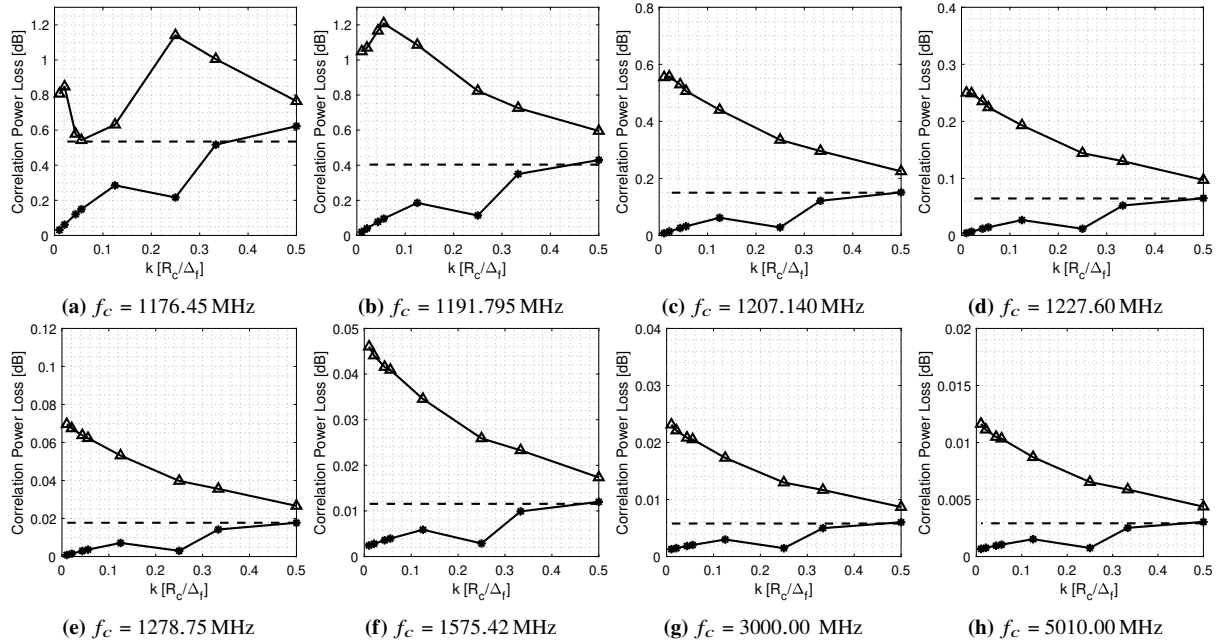 Correlation Power Loss [dB]
1.2
1
0.8
0.6
0.4
0.2
0
0 0.1 0.2 0.3 0.4 0.5
k [R_c/Δ_f]
(a) f_c = 1176.45 MHz
Correlation Power Loss [dB]
1.2
1
0.8
0.6
0.4
0.2
0
0 0.1 0.2 0.3 0.4 0.5
k [R_c/Δ_f]
(b) f_c = 1191.795 MHz
Correlation Power Loss [dB]
0.8
0.6
0.4
0.2
0
0 0.1 0.2 0.3 0.4 0.5
k [R_c/Δ_f]
(c) f_c = 1207.140 MHz
Correlation Power Loss [dB]
0.4
0.3
0.2
0.1
0
0 0.1 0.2 0.3 0.4 0.5
k [R_c/Δ_f]
(d) f_c = 1227.60 MHz
Correlation Power Loss [dB]
0.12
0.1
0.08
0.06
0.04
0.02
0
0 0.1 0.2 0.3 0.4 0.5
k [R_c/Δ_f]
(e) f_c = 1278.75 MHz
Correlation Power Loss [dB]
0.05
0.04
0.03
0.02
0.01
0
0 0.1 0.2 0.3 0.4 0.5
k [R_c/Δ_f]
(f) f_c = 1575.42 MHz
Correlation Power Loss [dB]
0.04
0.03
0.02
0.01
0
0 0.1 0.2 0.3 0.4 0.5
k [R_c/Δ_f]
(g) f_c = 3000.00 MHz
Correlation Power Loss [dB]
0.02
0.015
0.01
0.005
0
0 0.1 0.2 0.3 0.4 0.5
k [R_c/Δ_f]
(h) f_c = 5010.00 MHz